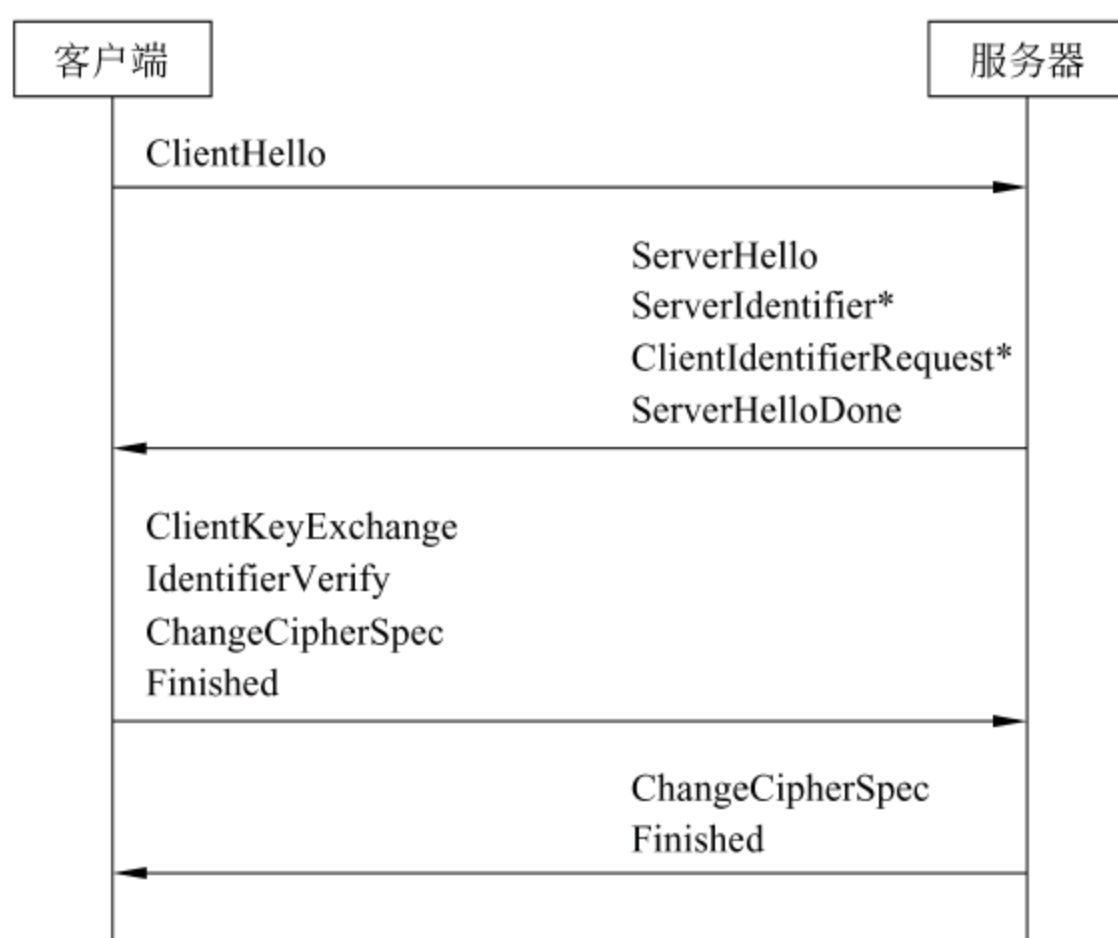 客户端
服务器
ClientHello
ServerHello
ServerIdentifier*
ClientIdentifierRequest*
ServerHelloDone
ClientKeyExchange
IdentifierVerify
ChangeCipherSpec
Finished
ChangeCipherSpec
Finished